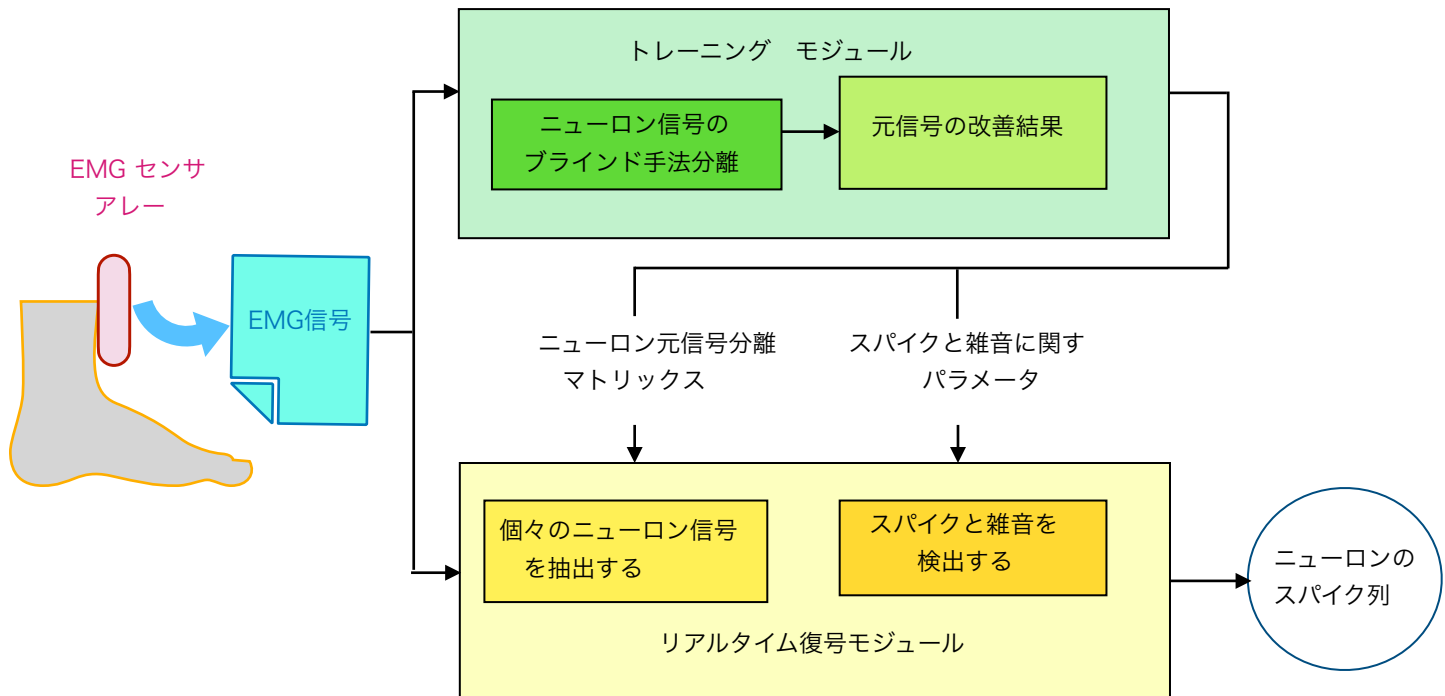 トレーニング　モジュール
ニューロン信号の
ブラインド手法分離
元信号の改善結果
EMG センサ
アレー
EMG信号
ニューロン元信号分離
マトリックス
スパイクと雑音に関す
パラメータ
個々のニューロン信号
を抽出する
スパイクと雑音を
検出する
リアルタイム復号モジュール
ニューロンの
スパイク列